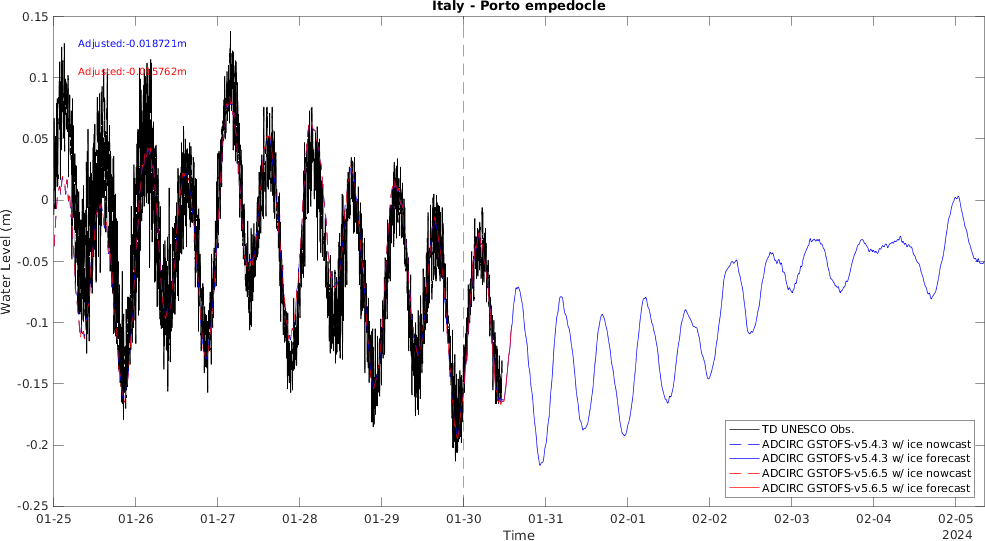 Italy - Porto empedocle
Adjusted:-0.018721m
Adjusted:-0.015762m
0.15
0.1
0.05
0
-0.05
-0.1
-0.15
-0.2
-0.25
Water Level (m)
TD UNESCO Obs.
ADCIRC GSTOFS-v5.4.3 w/ ice nowcast
ADCIRC GSTOFS-v5.4.3 w/ ice forecast
ADCIRC GSTOFS-v5.6.5 w/ ice nowcast
ADCIRC GSTOFS-v5.6.5 w/ ice forecast
01-25 01-26 01-27 01-28 01-29 01-30 01-31 02-01 02-02 02-03 02-04 02-05
Time
2024